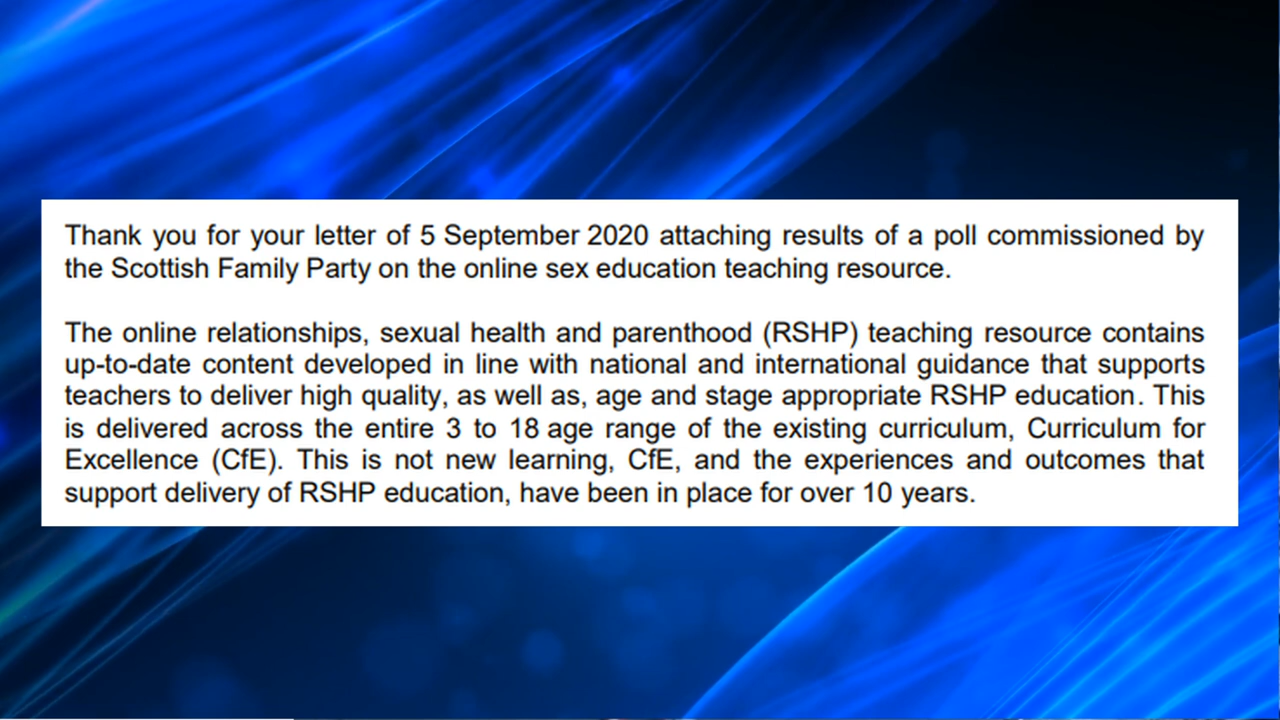 Thank you for your letter of 5 September 2020 attaching results of a poll commissioned by
the Scottish Family Party on the online sex education teaching resource.
The online relationships, sexual health and parenthood (RSHP) teaching resource contains
up-to-date content developed in line with national and international guidance that supports
teachers to deliver high quality, as well as, age and stage appropriate RSHP education. This
is delivered across the entire 3 to 18 age range of the existing curriculum, Curriculum for
Excellence (CfE). This is not new learning, CfE, and the experiences and outcomes that
support delivery of RSHP education, have been in place for over 10 years.